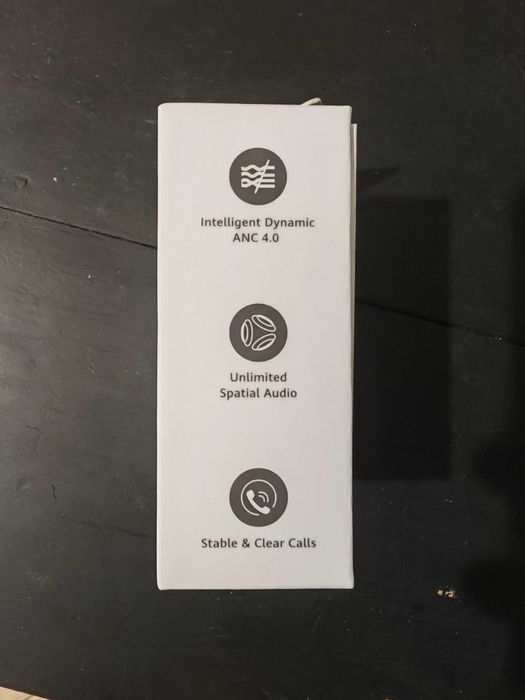 Intelligent Dynamic
ANC 4.0
Unlimited
Spatial Audio
Stable & Clear Calls